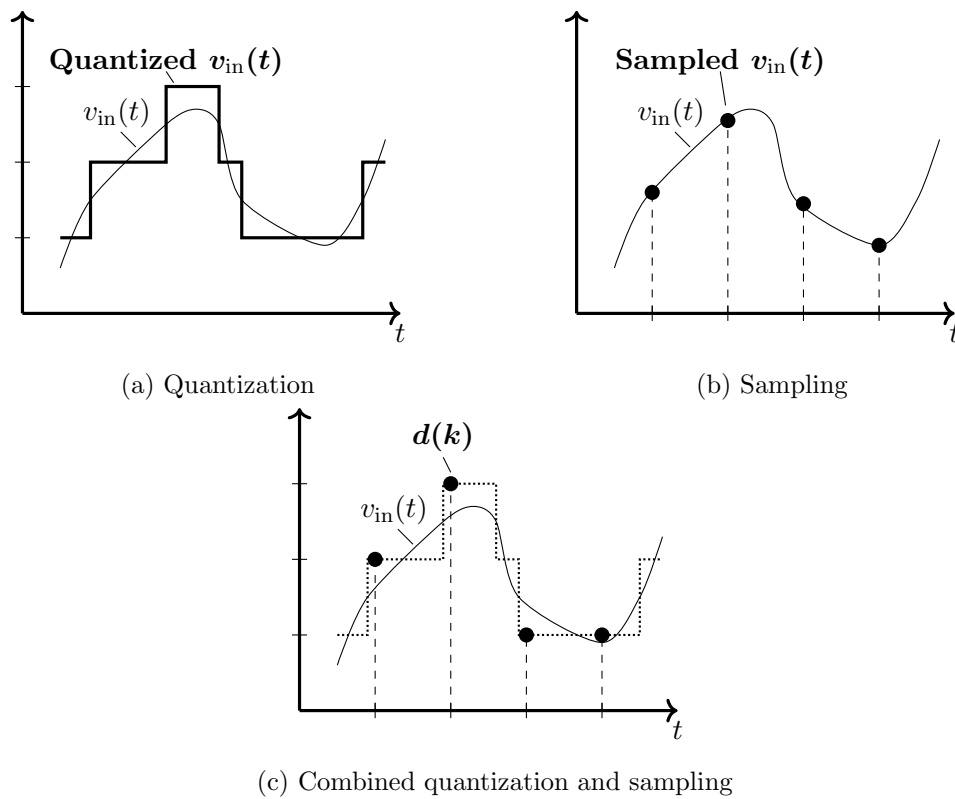 Quantized v_in(t)
v_in(t)
t
(a) Quantization
Sampled v_in(t)
v_in(t)
t
(b) Sampling
d(k)
v_in(t)
t
(c) Combined quantization and sampling